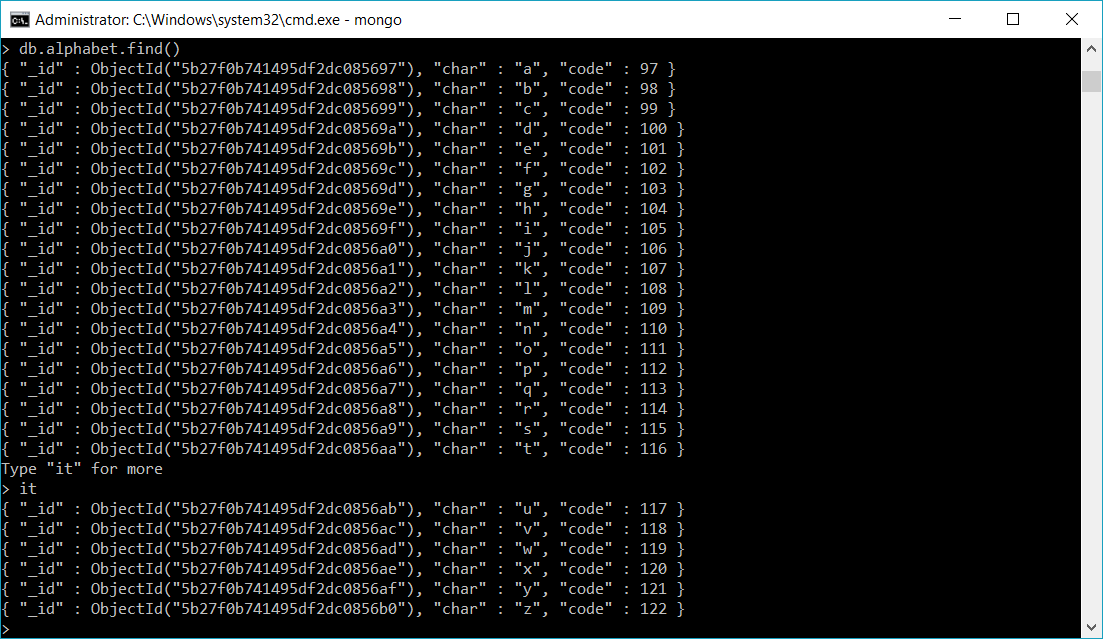 Administrator: C:\Windows\system32\cmd.exe - mongo
> db.alphabet.find()
{ "_id" : ObjectId("5b27f0b741495df2dc085697"), "char" : "a", "code" : 97 }
{ "_id" : ObjectId("5b27f0b741495df2dc085698"), "char" : "b", "code" : 98 }
{ "_id" : ObjectId("5b27f0b741495df2dc085699"), "char" : "c", "code" : 99 }
{ "_id" : ObjectId("5b27f0b741495df2dc08569a"), "char" : "d", "code" : 100 }
{ "_id" : ObjectId("5b27f0b741495df2dc08569b"), "char" : "e", "code" : 101 }
{ "_id" : ObjectId("5b27f0b741495df2dc08569c"), "char" : "f", "code" : 102 }
{ "_id" : ObjectId("5b27f0b741495df2dc08569d"), "char" : "g", "code" : 103 }
{ "_id" : ObjectId("5b27f0b741495df2dc08569e"), "char" : "h", "code" : 104 }
{ "_id" : ObjectId("5b27f0b741495df2dc08569f"), "char" : "i", "code" : 105 }
{ "_id" : ObjectId("5b27f0b741495df2dc0856a0"), "char" : "j", "code" : 106 }
{ "_id" : ObjectId("5b27f0b741495df2dc0856a1"), "char" : "k", "code" : 107 }
{ "_id" : ObjectId("5b27f0b741495df2dc0856a2"), "char" : "l", "code" : 108 }
{ "_id" : ObjectId("5b27f0b741495df2dc0856a3"), "char" : "m", "code" : 109 }
{ "_id" : ObjectId("5b27f0b741495df2dc0856a4"), "char" : "n", "code" : 110 }
{ "_id" : ObjectId("5b27f0b741495df2dc0856a5"), "char" : "o", "code" : 111 }
{ "_id" : ObjectId("5b27f0b741495df2dc0856a6"), "char" : "p", "code" : 112 }
{ "_id" : ObjectId("5b27f0b741495df2dc0856a7"), "char" : "q", "code" : 113 }
{ "_id" : ObjectId("5b27f0b741495df2dc0856a8"), "char" : "r", "code" : 114 }
{ "_id" : ObjectId("5b27f0b741495df2dc0856a9"), "char" : "s", "code" : 115 }
{ "_id" : ObjectId("5b27f0b741495df2dc0856aa"), "char" : "t", "code" : 116 }
Type "it" for more
> it
{ "_id" : ObjectId("5b27f0b741495df2dc0856ab"), "char" : "u", "code" : 117 }
{ "_id" : ObjectId("5b27f0b741495df2dc0856ac"), "char" : "v", "code" : 118 }
{ "_id" : ObjectId("5b27f0b741495df2dc0856ad"), "char" : "w", "code" : 119 }
{ "_id" : ObjectId("5b27f0b741495df2dc0856ae"), "char" : "x", "code" : 120 }
{ "_id" : ObjectId("5b27f0b741495df2dc0856af"), "char" : "y", "code" : 121 }
{ "_id" : ObjectId("5b27f0b741495df2dc0856b0"), "char" : "z", "code" : 122 }
>